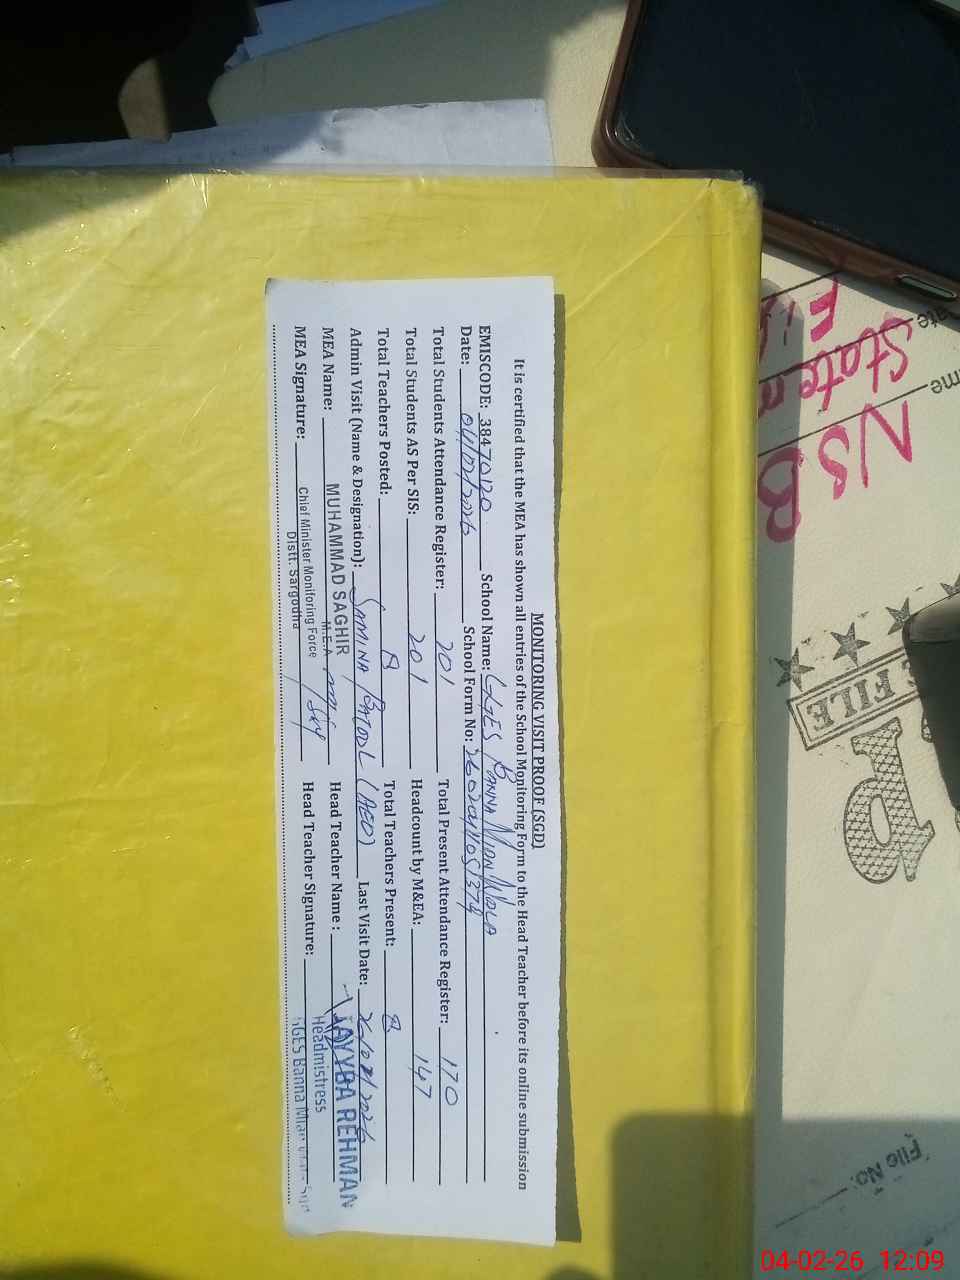 MONITORING VISIT PROOF (SGD)
It is certified that the MEA has shown all entries of the School Monitoring Form to the Head Teacher before its online submission
EMISCODE: 38470120 School Name: GGES BANNA MIAN WALA
Date: 04/02/2026 School Form No:
Total Students Attendance Register: 201 Total Present Attendance Register: 170
Total Students AS Per SIS: 201 Headcount by M&EA: 147
Total Teachers Posted: Total Teachers Present:
Admin Visit (Name & Designation): SAMINA BATOOL (AEO) Last Visit Date:
MEA Name: MUHAMMAD SAGHIR Head Teacher Name : TAYYBA REHMAN
M.E.A
Headmistress
MEA Signature: Chief Minister Monitoring Force Head Teacher Signature: GGES Banna Mian
Distt. Sargodha
NSB
State
FILE
File No.
04-02-26 12:09